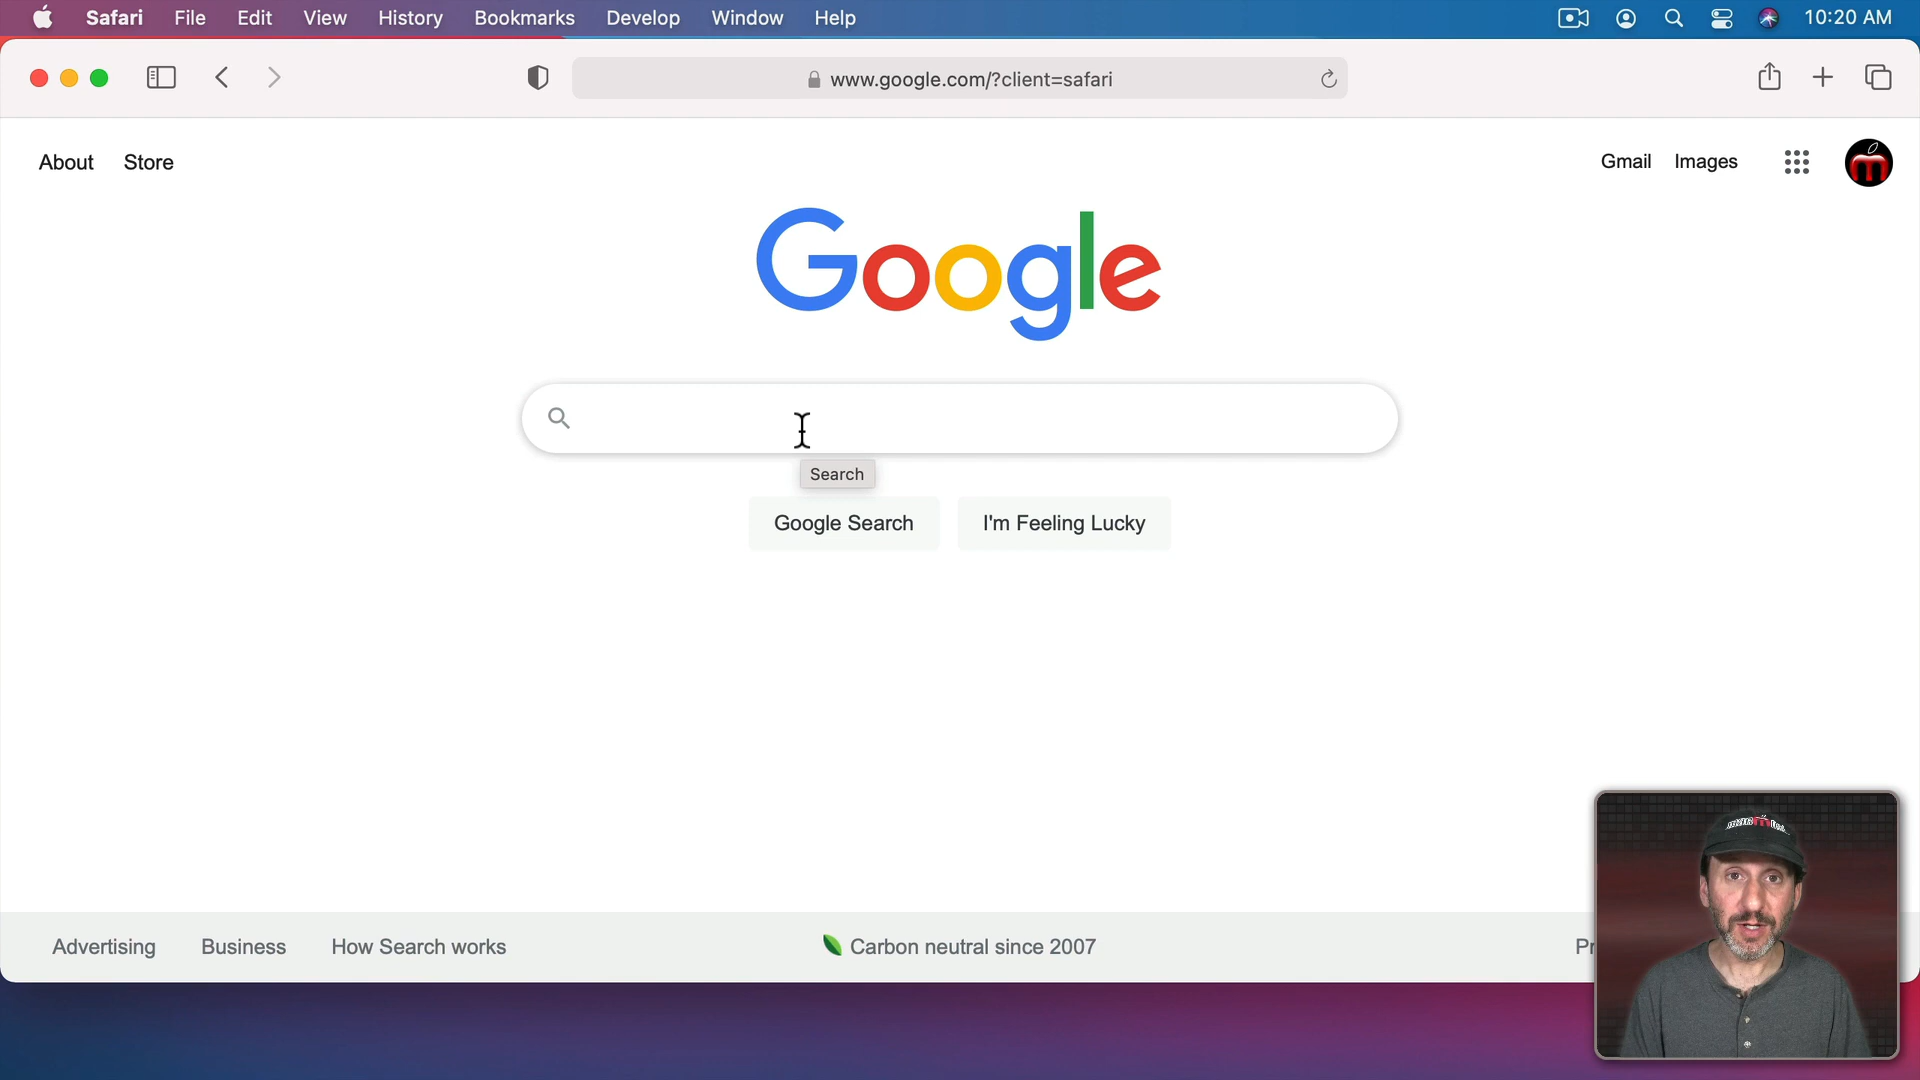 Safari File Edit View History Bookmarks Develop Window Help 10:20 AM
www.google.com/?client=safari
About Store Gmail Images
Google
Search
Google Search I'm Feeling Lucky
Advertising Business How Search works Carbon neutral since 2007 Pr